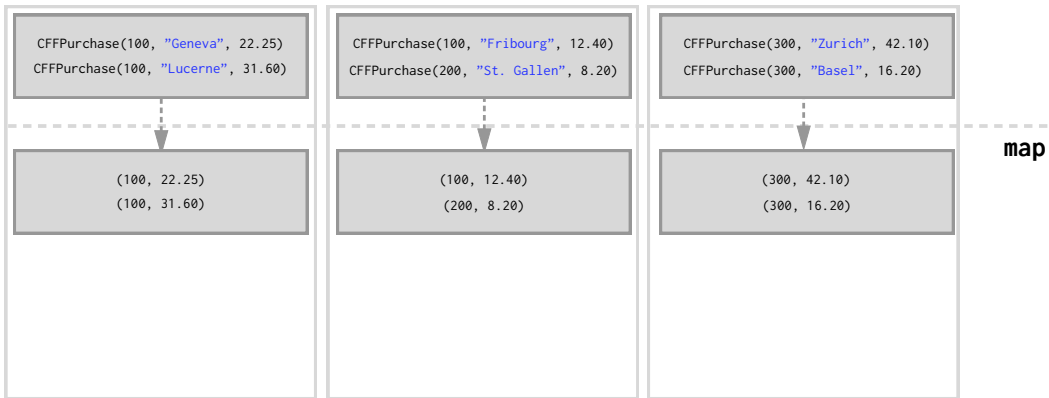 CFFPurchase(100, ”Geneva”, 22.25)
CFFPurchase(100, ”Lucerne”, 31.60)
CFFPurchase(100, ”Fribourg”, 12.40)
CFFPurchase(200, ”St. Gallen”, 8.20)
CFFPurchase(300, ”Zurich”, 42.10)
CFFPurchase(300, ”Basel”, 16.20)
map
(100, 22.25)
(100, 31.60)
(100, 12.40)
(200, 8.20)
(300, 42.10)
(300, 16.20)